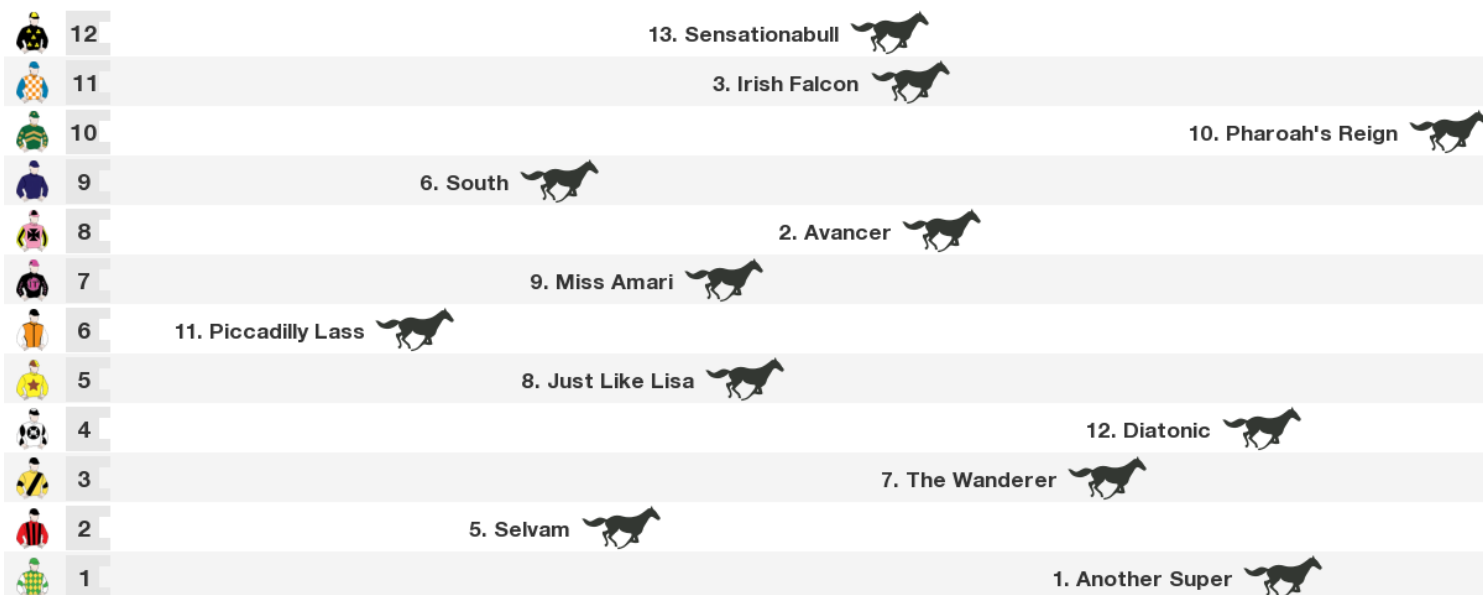 12 13. Sensationabull
11 3. Irish Falcon
10 10. Pharoah's Reign
9 6. South
8 2. Avancer
7 9. Miss Amari
6 11. Piccadilly Lass
5 8. Just Like Lisa
4 12. Diatonic
3 7. The Wanderer
2 5. Selvam
1 1. Another Super